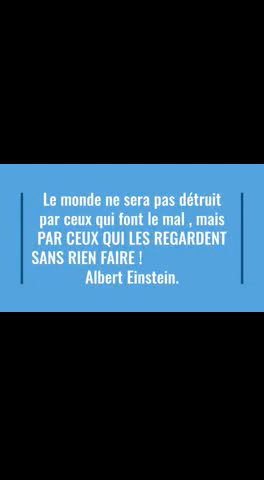 Le monde ne sera pas détruit
par ceux qui font le mal , mais
PAR CEUX QUI LES REGARDENT
SANS RIEN FAIRE !
Albert Einstein.